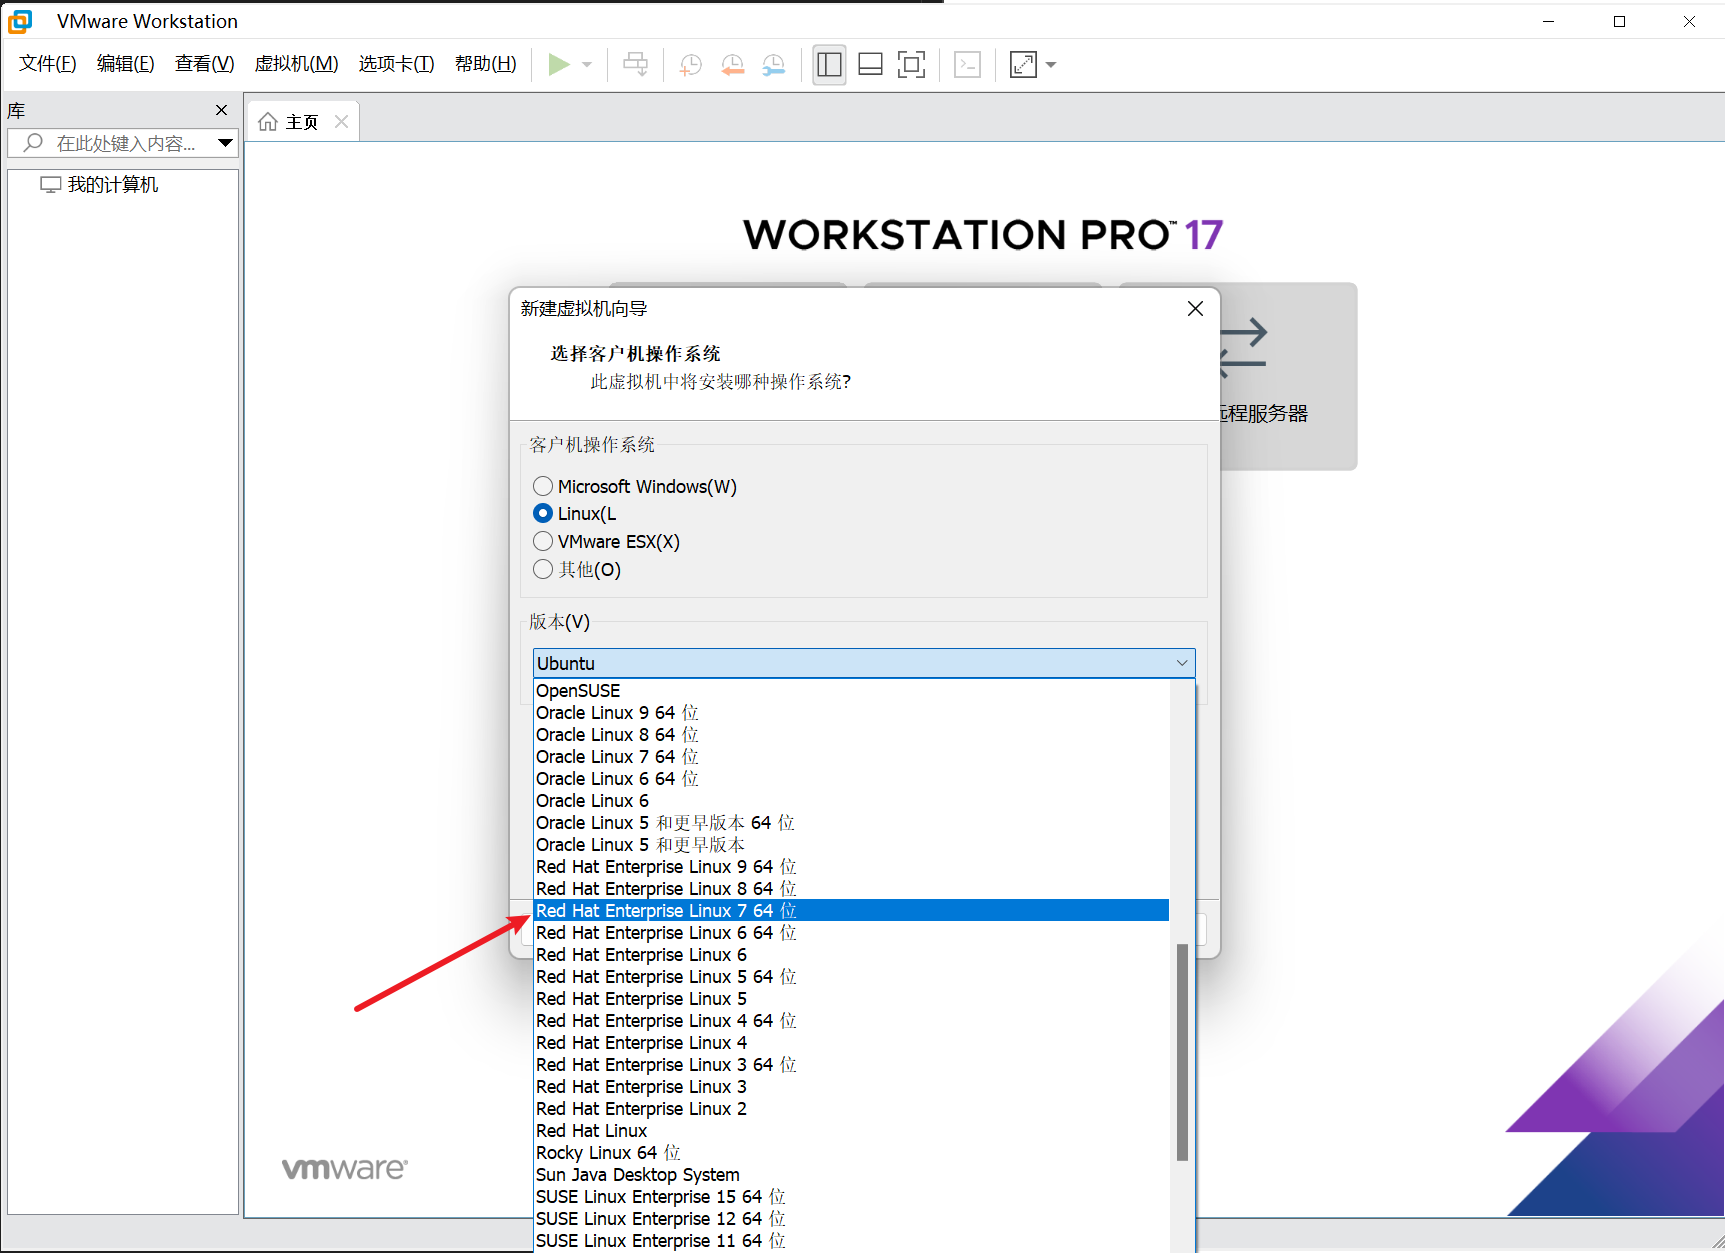 VMware Workstation
文件(F) 编辑(E) 查看(V) 虚拟机(M) 选项卡(T) 帮助(H)
库
主页
在此处键入内容...
我的计算机
WORKSTATION PRO™ 17
新建虚拟机向导
选择客户机操作系统
此虚拟机中将安装哪种操作系统?
远程服务器
客户机操作系统
Microsoft Windows(W)
Linux(L
VMware ESX(X)
其他(O)
版本(V)
Ubuntu
OpenSUSE
Oracle Linux 9 64 位
Oracle Linux 8 64 位
Oracle Linux 7 64 位
Oracle Linux 6 64 位
Oracle Linux 6
Oracle Linux 5 和更早版本 64 位
Oracle Linux 5 和更早版本
Red Hat Enterprise Linux 9 64 位
Red Hat Enterprise Linux 8 64 位
Red Hat Enterprise Linux 7 64 位
Red Hat Enterprise Linux 6 64 位
Red Hat Enterprise Linux 6
Red Hat Enterprise Linux 5 64 位
Red Hat Enterprise Linux 5
Red Hat Enterprise Linux 4 64 位
Red Hat Enterprise Linux 4
Red Hat Enterprise Linux 3 64 位
Red Hat Enterprise Linux 3
Red Hat Enterprise Linux 2
Red Hat Linux
Rocky Linux 64 位
Sun Java Desktop System
SUSE Linux Enterprise 15 64 位
SUSE Linux Enterprise 12 64 位
SUSE Linux Enterprise 11 64 位
vmware®